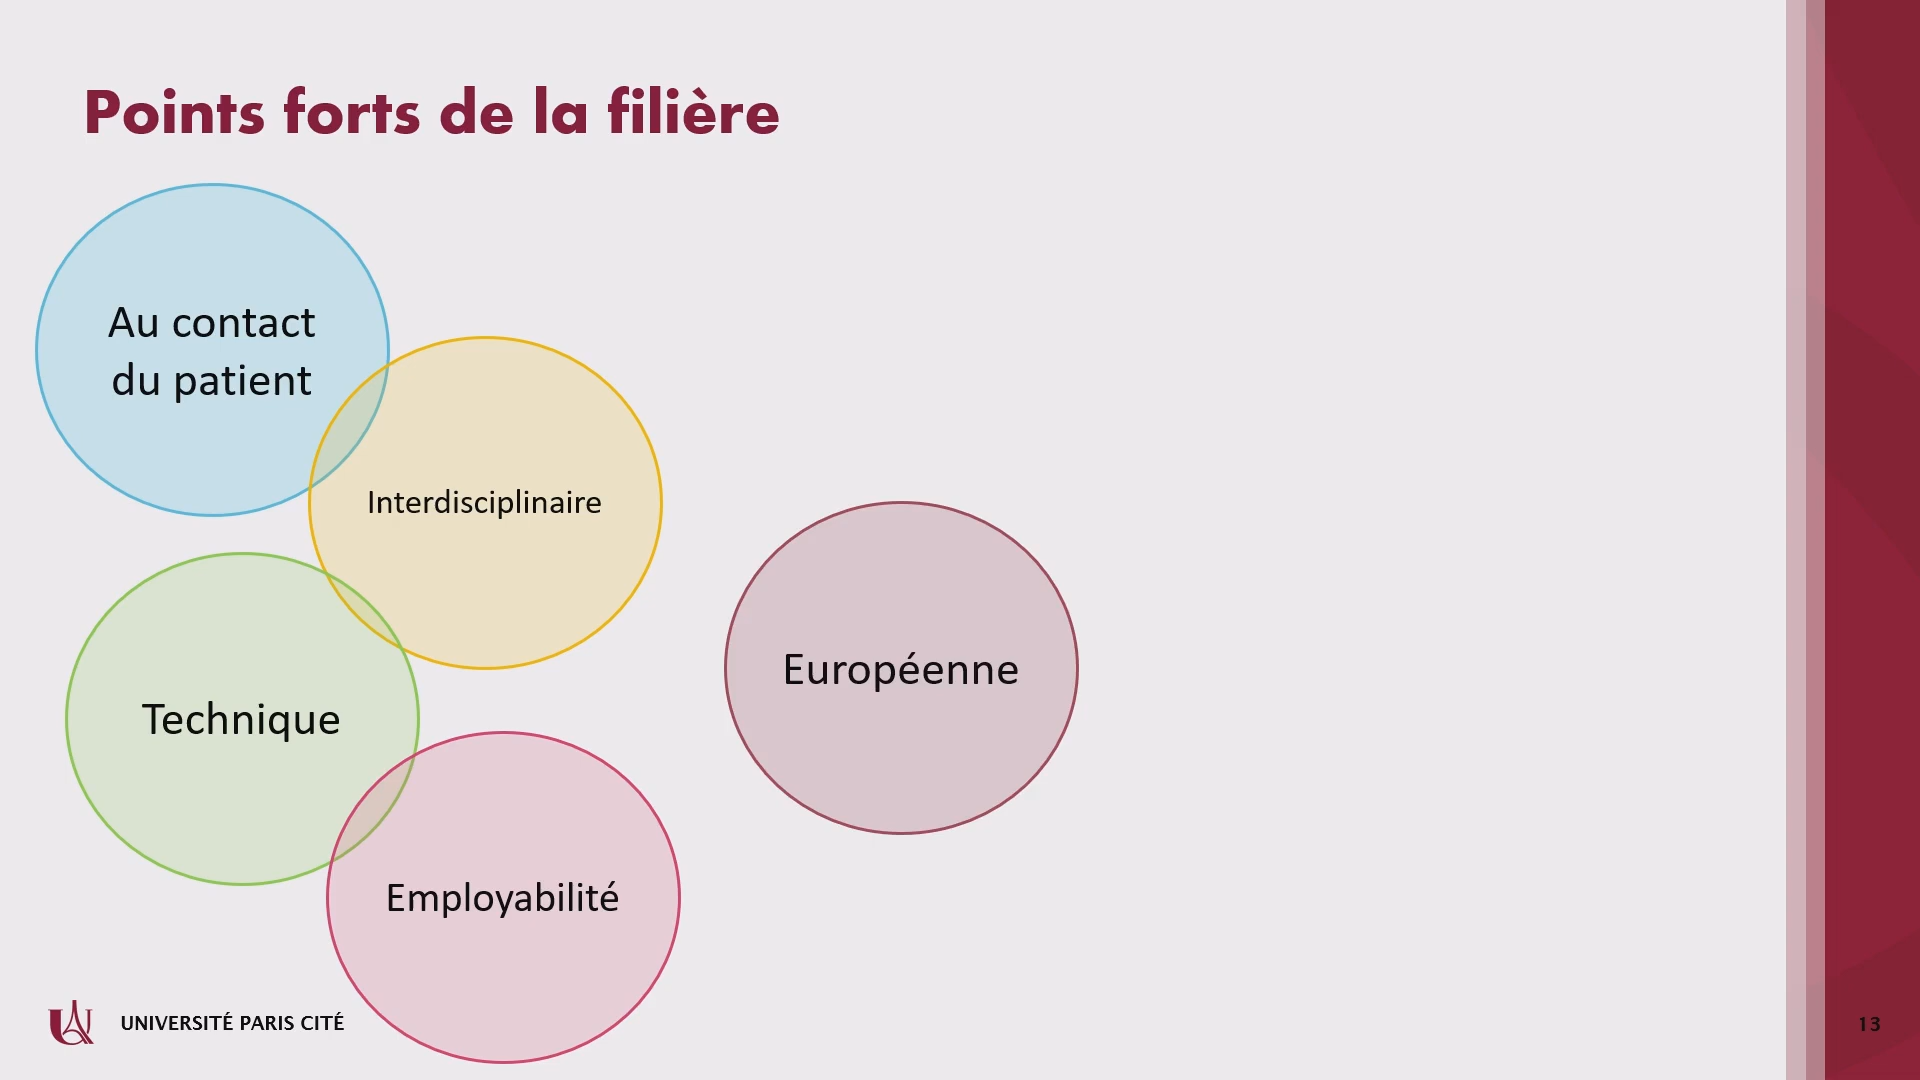 Points forts de la filière
Au contact
du patient
Interdisciplinaire
Technique
Européenne
Employabilité
UNIVERSITÉ PARIS CITÉ
13